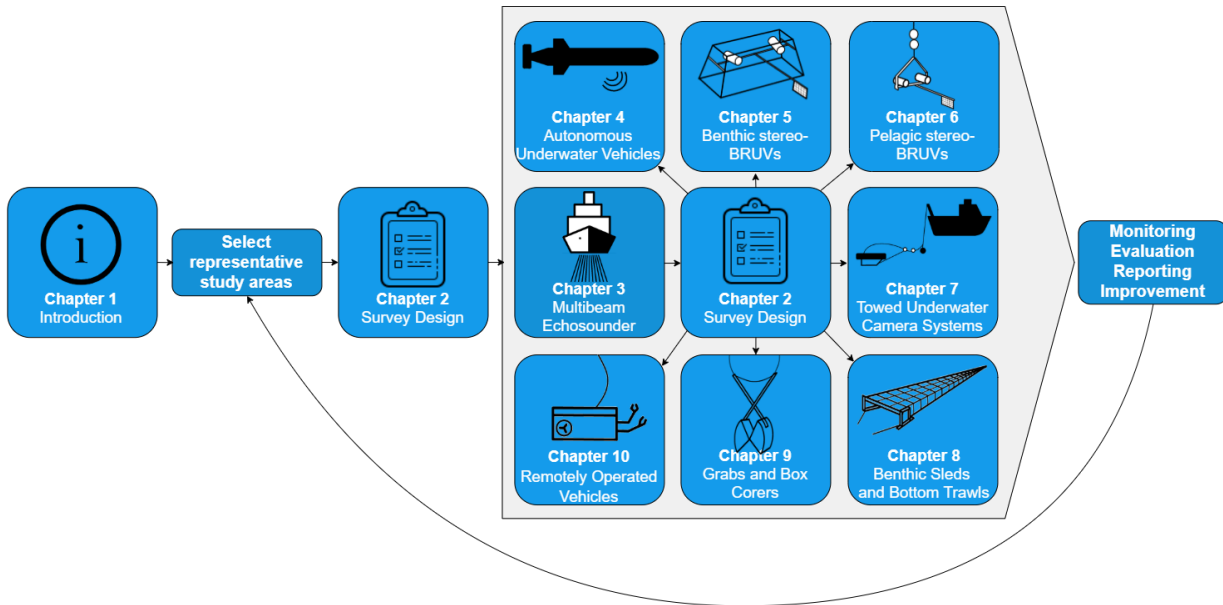 Chapter 1
Introduction
Select
representative
study areas
Chapter 2
Survey Design
Chapter 4
Autonomous
Underwater Vehicles
Chapter 5
Benthic stereo-
BRUVs
Chapter 6
Pelagic stereo-
BRUVs
Chapter 3
Multibeam
Echosounder
Chapter 2
Survey Design
Chapter 7
Towed Underwater
Camera Systems
Chapter 10
Remotely Operated
Vehicles
Chapter 9
Grabs and Box
Corers
Chapter 8
Benthic Sleds
and Bottom Trawls
Monitoring
Evaluation
Reporting
Improvement